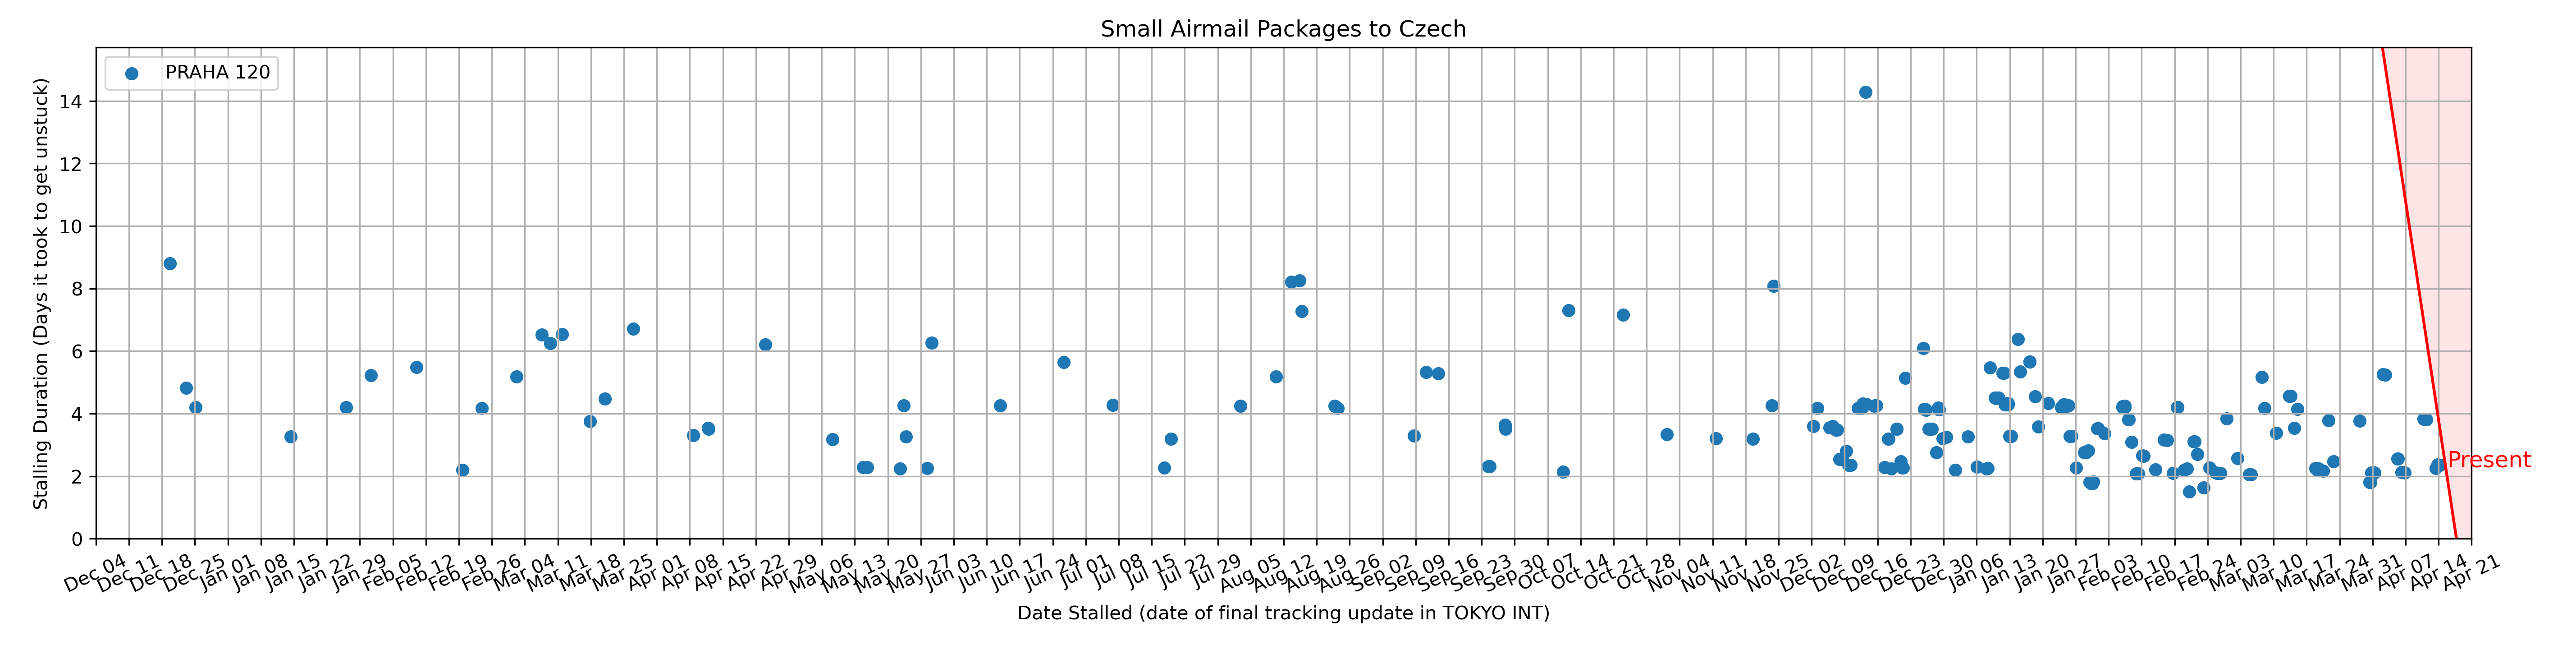 Small Airmail Packages to Czech
PRAHA 120
Stalling Duration (Days it took to get unstuck)
14
12
10
8
6
4
2
0
Present
Dec 04 Dec 11 Dec 18 Dec 25 Jan 01 Jan 08 Jan 15 Jan 22 Jan 29 Feb 05 Feb 12 Feb 19 Feb 26 Mar 04 Mar 11 Mar 18 Mar 25 Apr 01 Apr 08 Apr 15 Apr 22 Apr 29 May 06 May 13 May 20 May 27 Jun 03 Jun 10 Jun 17 Jun 24 Jul 01 Jul 08 Jul 15 Jul 22 Jul 29 Aug 05 Aug 12 Aug 19 Aug 26 Sep 02 Sep 09 Sep 16 Sep 23 Sep 30 Oct 07 Oct 14 Oct 21 Oct 28 Nov 04 Nov 11 Nov 18 Nov 25 Dec 02 Dec 09 Dec 16 Dec 23 Dec 30 Jan 06 Jan 13 Jan 20 Jan 27 Feb 03 Feb 10 Feb 17 Feb 24 Mar 03 Mar 10 Mar 17 Mar 24 Mar 31 Apr 07 Apr 14 Apr 21
Date Stalled (date of final tracking update in TOKYO INT)